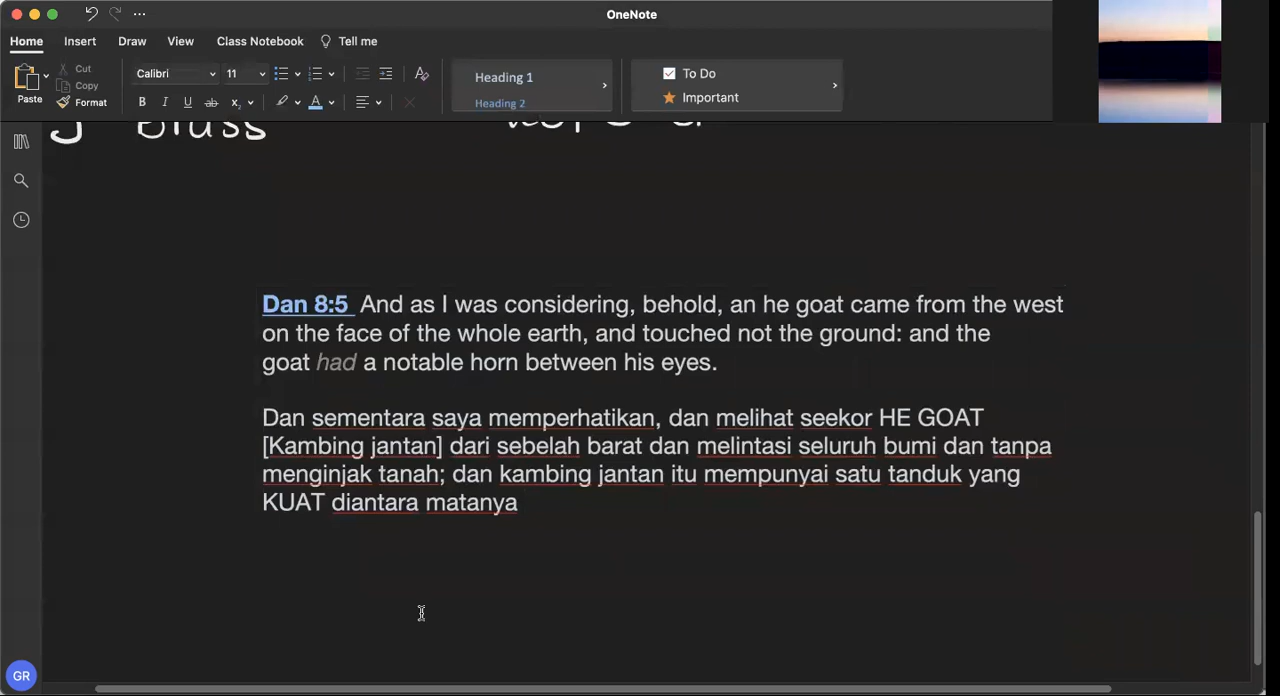 OneNote
Home Insert Draw View Class Notebook Tell me
Paste Cut Copy Format
Calibri 11
B I U ab x₂ A
Heading 1
Heading 2
To Do
Important
Brass
Dan 8:5 And as I was considering, behold, an he goat came from the west
on the face of the whole earth, and touched not the ground: and the
goat had a notable horn between his eyes.
Dan sementara saya memperhatikan, dan melihat seekor HE GOAT
[Kambing jantan] dari sebelah barat dan melintasi seluruh bumi dan tanpa
menginjak tanah; dan kambing jantan itu mempunyai satu tanduk yang
KUAT diantara matanya
GR